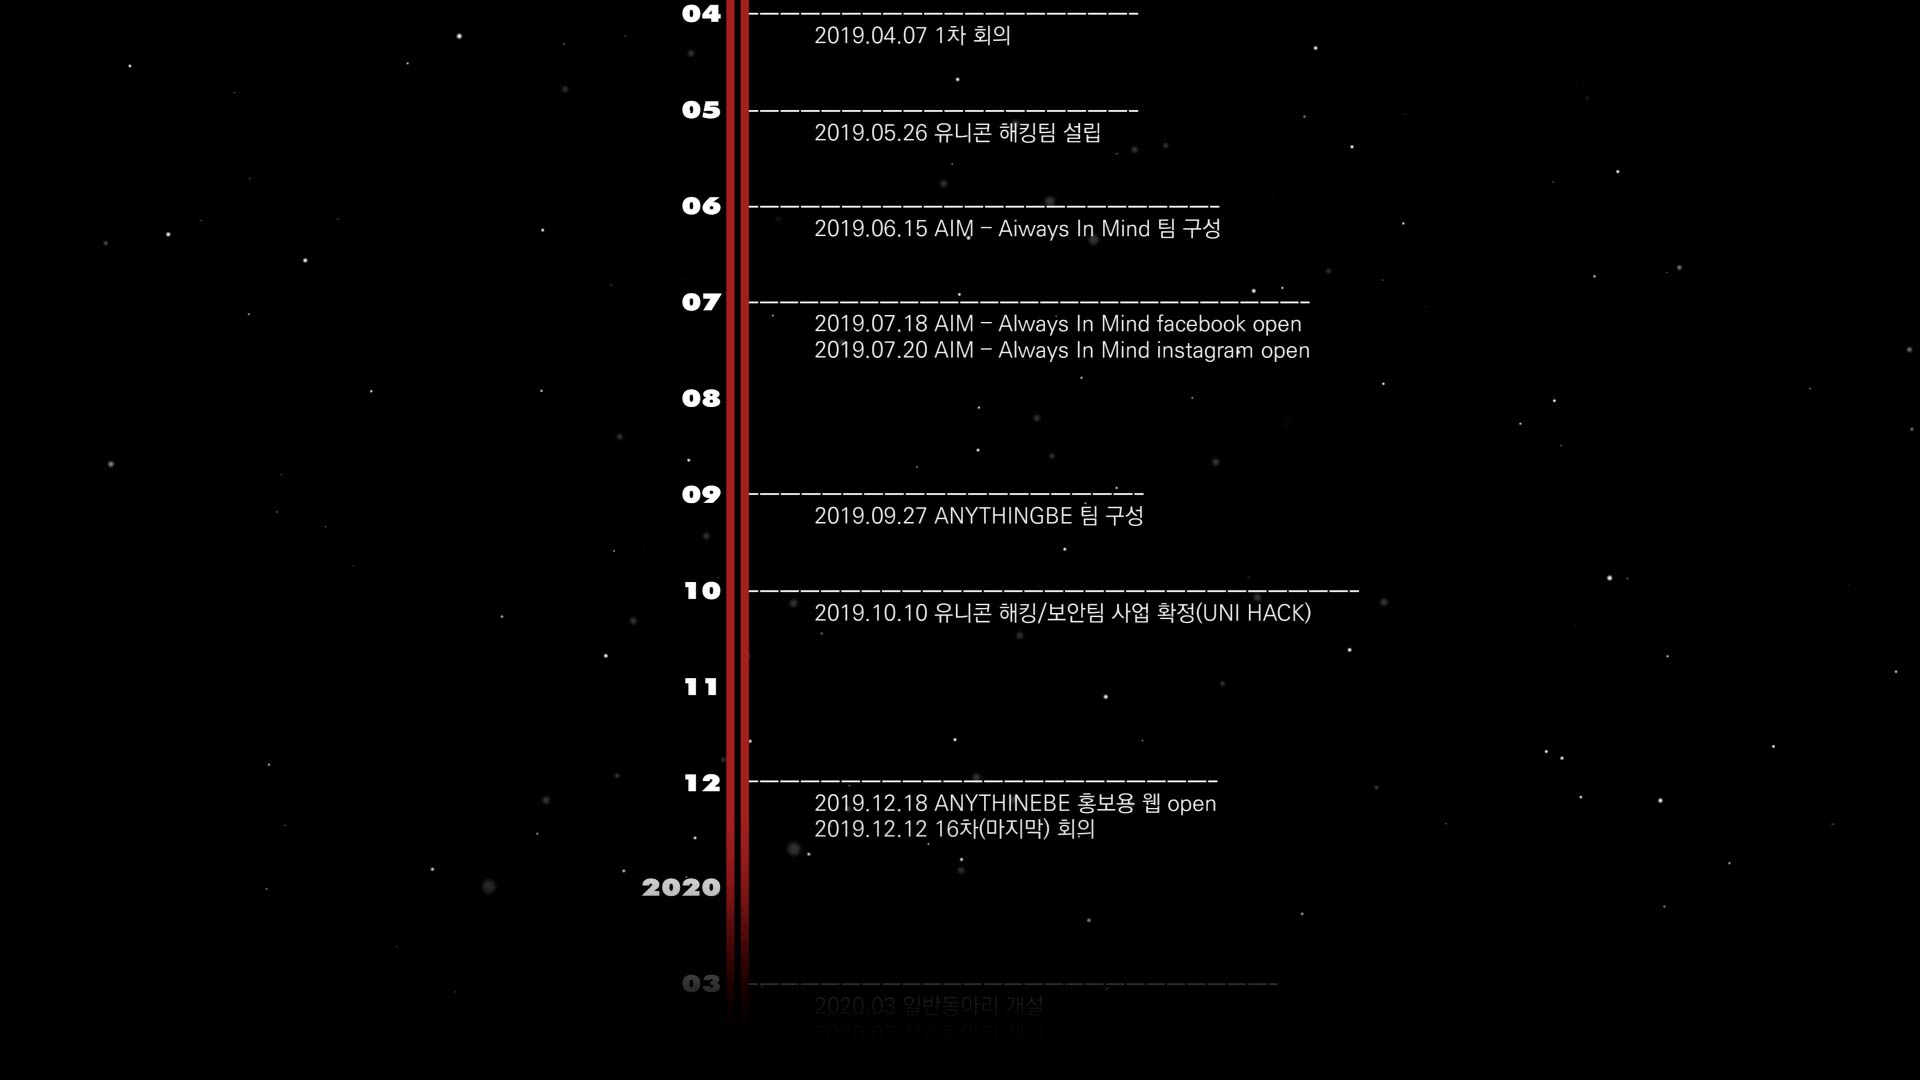 04
2019.04.07 1차 회의
05
2019.05.26 유니콘 해킹팀 설립
06
2019.06.15 AIM – Aiways In Mind 팀 구성
07
2019.07.18 AIM – Always In Mind facebook open
2019.07.20 AIM – Always In Mind instagram open
08
09
2019.09.27 ANYTHINGBE 팀 구성
10
2019.10.10 유니콘 해킹/보안팀 사업 확정(UNI HACK)
11
12
2019.12.18 ANYTHINEBE 홍보용 웹 open
2019.12.12 16차(마지막) 회의
2020
03
2020.03 일반동아리 개설